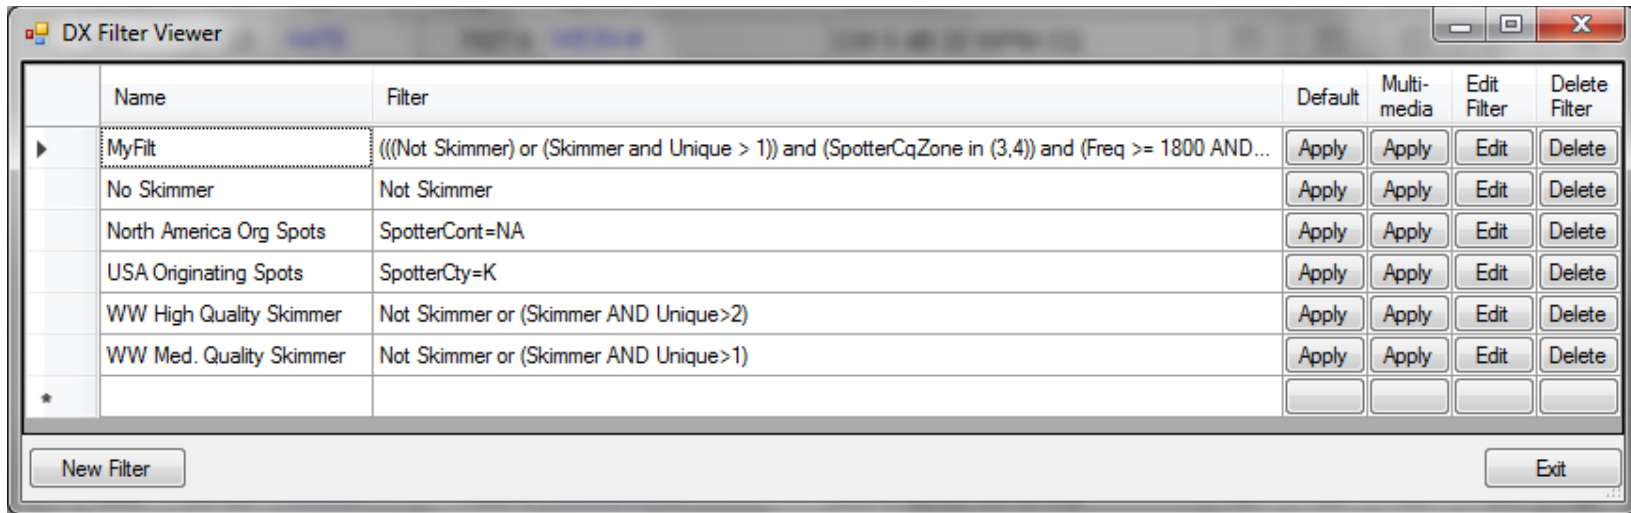 DX Filter Viewer
Name Filter Default Multi-media Edit Filter Delete Filter
MyFilt (((Not Skimmer) or (Skimmer and Unique > 1)) and (SpotterCqZone in (3,4)) and (Freq >= 1800 AND... Apply Apply Edit Delete
No Skimmer Not Skimmer Apply Apply Edit Delete
North America Org Spots SpotterCont=NA Apply Apply Edit Delete
USA Originating Spots SpotterCty=K Apply Apply Edit Delete
WW High Quality Skimmer Not Skimmer or (Skimmer AND Unique>2) Apply Apply Edit Delete
WW Med. Quality Skimmer Not Skimmer or (Skimmer AND Unique>1) Apply Apply Edit Delete
New Filter Exit